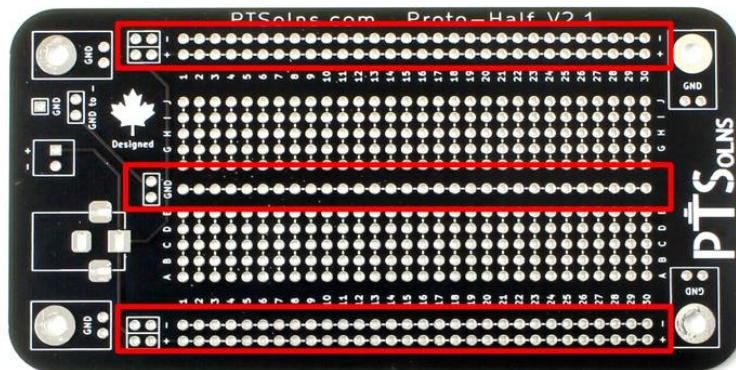 PTSolns.com Proto-Half V2.1
GND
- -
+ +
1 2 3 4 5 6 7 8 9 10 11 12 13 14 15 16 17 18 19 20 21 22 23 24 25 26 27 28 29 30
GND
GND
GND to -
J J
I I
H H
G G
Designed
+
-
GND
E
D D
C C
B B
A A
PTSOLNS
1 2 3 4 5 6 7 8 9 10 11 12 13 14 15 16 17 18 19 20 21 22 23 24 25 26 27 28 29 30
GND
GND
- -
+ +